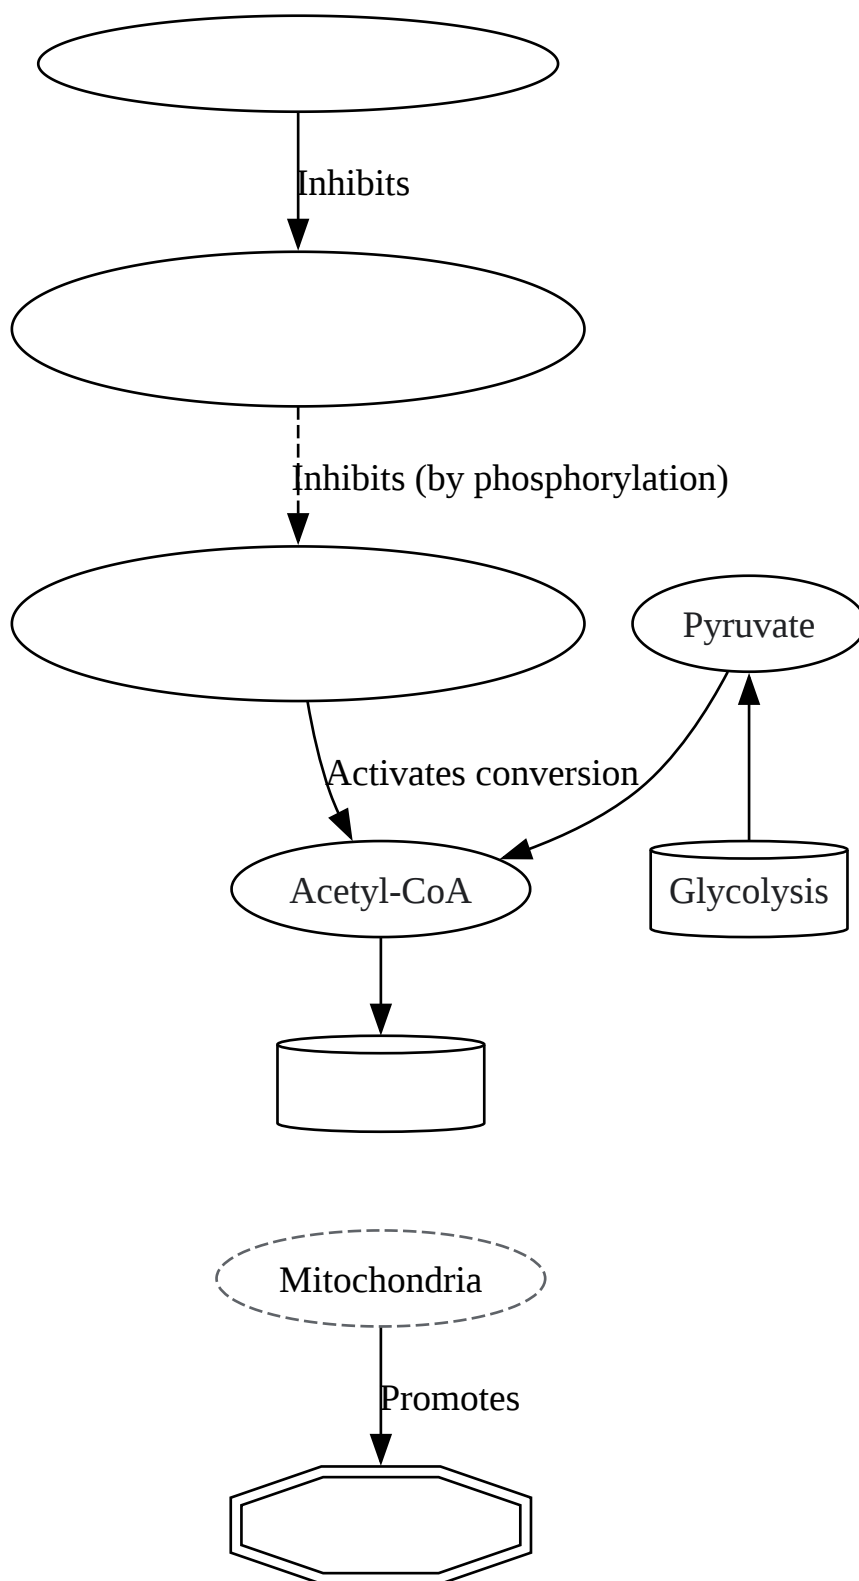 Inhibits
Inhibits (by phosphorylation)
Pyruvate
Activates conversion
Acetyl-CoA
Glycolysis
Mitochondria
Promotes